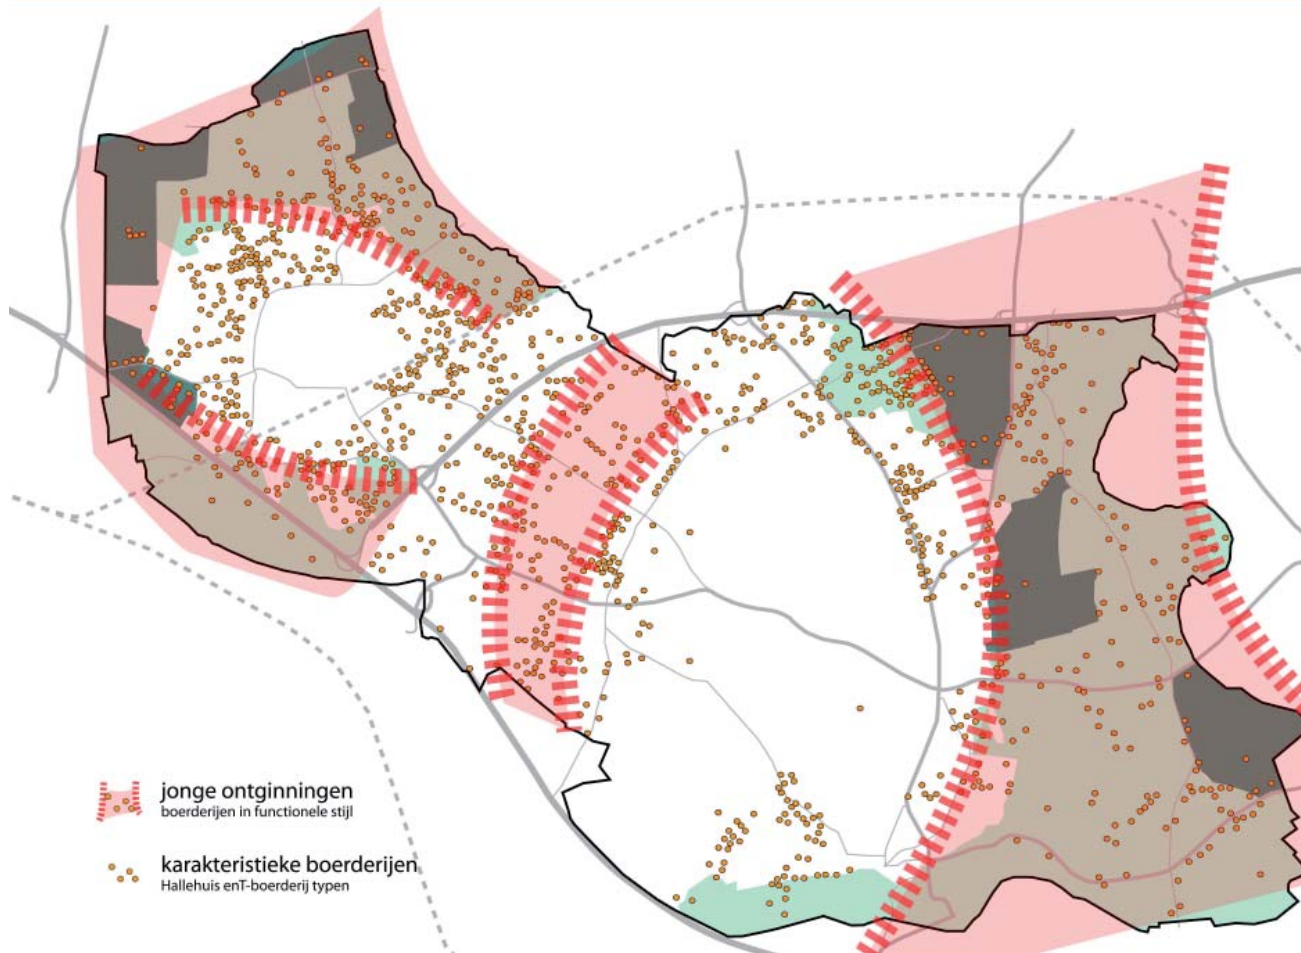 jonge ontginningen
boerderijen in functionele stijl
karakteristieke boerderijen
Hallehuis enT-boerderij typen